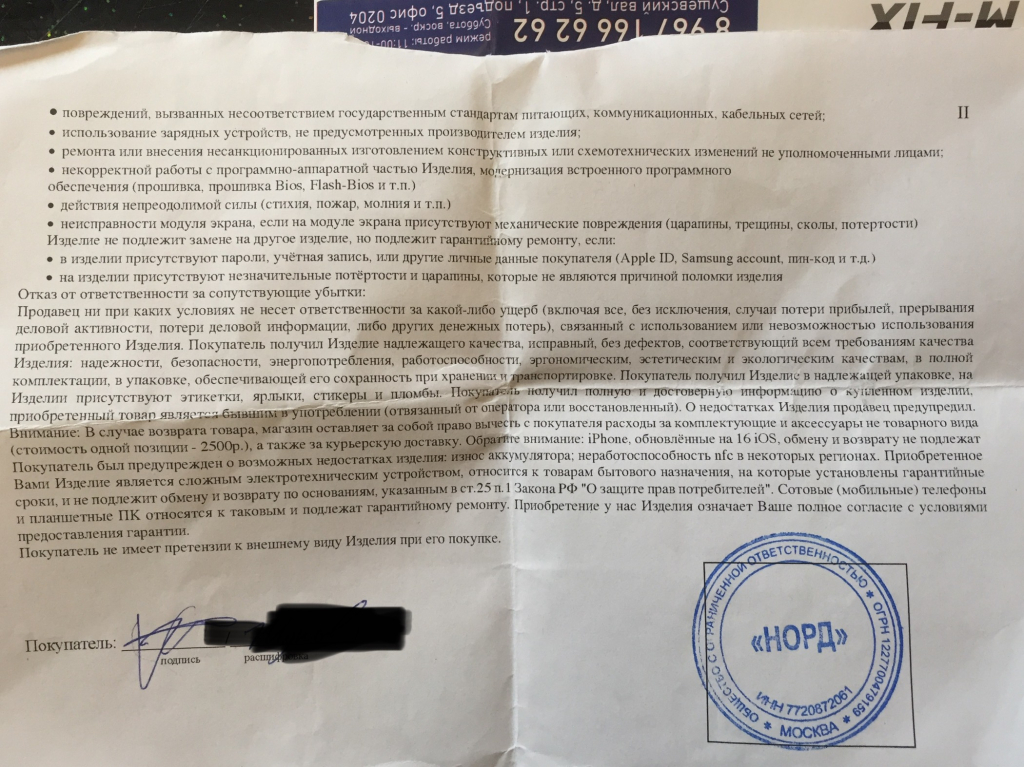 Сущевский вал, д. 5, стр. 1, подъезд 5, офис 0204
8 967 166 62 62
режим работы: 11:00-
Суббота, воскр. - выходной
M-FIX
• повреждений, вызванных несоответствием государственным стандартам питающих, коммуникационных, кабельных сетей;
II
• использование зарядных устройств, не предусмотренных производителем изделия;
• ремонта или внесения несанкционированных изготовлением конструктивных или схемотехнических изменений не уполномоченными лицами;
• некорректной работы с программно-аппаратной частью Изделия, модернизация встроенного программного
обеспечения (прошивка, прошивка Bios, Flash-Bios и т.п.)
• действия непреодолимой силы (стихия, пожар, молния и т.п.)
• неисправности модуля экрана, если на модуле экрана присутствуют механические повреждения (царапины, трещины, сколы, потертости)
Изделие не подлежит замене на другое изделие, но подлежит гарантийному ремонту, если:
• в изделии присутствуют пароли, учётная запись, или другие личные данные покупателя (Apple ID, Samsung account, пин-код и т.д.)
• на изделии присутствуют незначительные потёртости и царапины, которые не являются причиной поломки изделия
Отказ от ответственности за сопутствующие убытки:
Продавец ни при каких условиях не несет ответственности за какой-либо ущерб (включая все, без исключения, случаи потери прибылей, прерывания
деловой активности, потери деловой информации, либо других денежных потерь), связанный с использованием или невозможностью использования
приобретенного Изделия. Покупатель получил Изделие надлежащего качества, исправный, без дефектов, соответствующий всем требованиям качества
Изделия: надежности, безопасности, энергопотребления, работоспособности, эргономическим, эстетическим и экологическим качествам, в полной
комплектации, в упаковке, обеспечивающей его сохранность при хранении и транспортировке. Покупатель получил Изделие в надлежащей упаковке, на
Изделии присутствуют этикетки, ярлыки, стикеры и пломбы. Покупатель получил полную и достоверную информацию о купленном изделии,
приобретенный товар является бывшим в употреблении (отвязанный от оператора или восстановленный). О недостатках Изделия продавец предупредил.
Внимание: В случае возврата товара, магазин оставляет за собой право вычесть с покупателя расходы за комплектующие и аксессуары не товарного вида
(стоимость одной позиции - 2500р.), а также за курьерскую доставку. Обратите внимание: iPhone, обновлённые на 16 iOS, обмену и возврату не подлежат
Покупатель был предупрежден о возможных недостатках изделия: износ аккумулятора; неработоспособность nfc в некоторых регионах. Приобретенное
Вами Изделие является сложным электротехническим устройством, относится к товарам бытового назначения, на которые установлены гарантийные
сроки, и не подлежит обмену и возврату по основаниям, указанным в ст.25 п.1 Закона РФ "О защите прав потребителей". Сотовые (мобильные) телефоны
и планшетные ПК относятся к таковым и подлежат гарантийному ремонту. Приобретение у нас Изделия означает Ваше полное согласие с условиями
предоставления гарантии.
Покупатель не имеет претензии к внешнему виду Изделия при его покупке.
Покупатель:
подпись
расшифровка
ОБЩЕСТВО С ОГРАНИЧЕННОЙ ОТВЕТСТВЕННОСТЬЮ * ОГРН 1227700479159 * МОСКВА *
«НОРД»
ИНН 7720872061